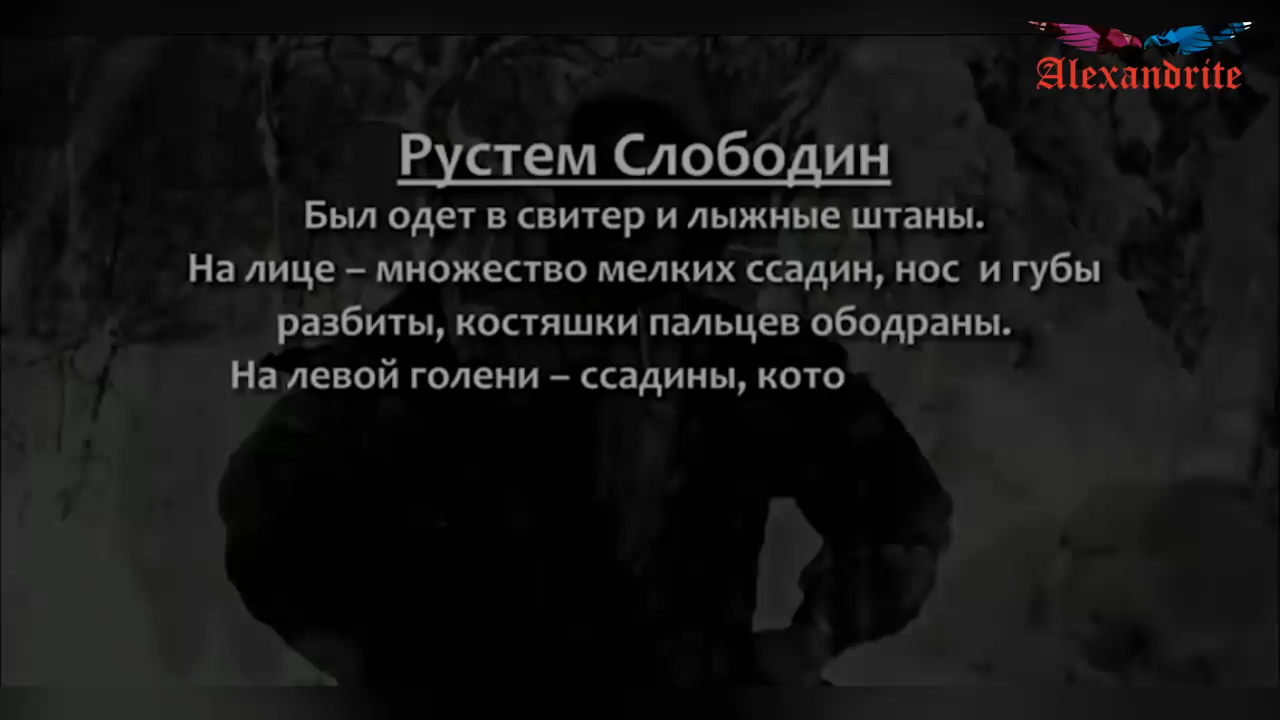 Alexandrite
Рустем Слободин
Был одет в свитер и лыжные штаны.
На лице – множество мелких ссадин, нос и губы
разбиты, костяшки пальцев ободраны.
На левой голени – ссадины, кото